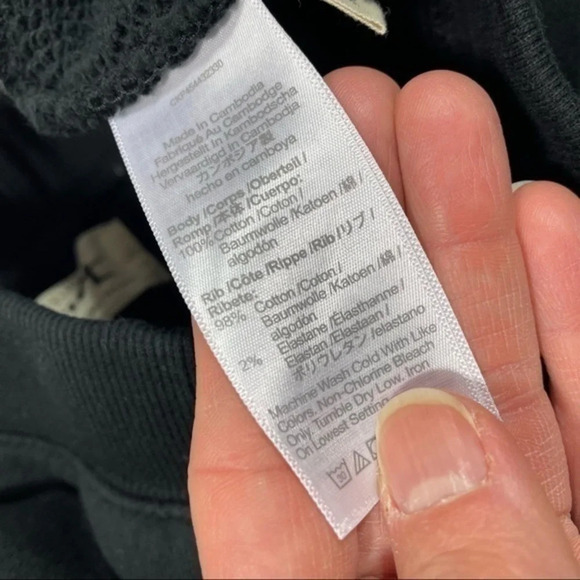 Made in Cambodia
Fabriqué Au Cambodge
Hergestellt in Kambodscha
Vervaardigd in Cambodja
カンボジア製
hecho en camboya
Body /Corps /Oberteil /
Romp /本体 /Cuerpo:
100% Cotton /Coton /
Baumwolle /Katoen /綿 /
algodón
Rib /Côte /Rippe /Rib /リブ /
Ribete:
98% Cotton /Coton /
Baumwolle /Katoen /綿 /
algodón
2% Elastane /Élasthanne /
Elastan /Elastaan /
ポリウレタン /elastano
Machine Wash Cold With Like
Colors. Non-Chlorine Bleach
Only. Tumble Dry Low. Iron
On Lowest Setting